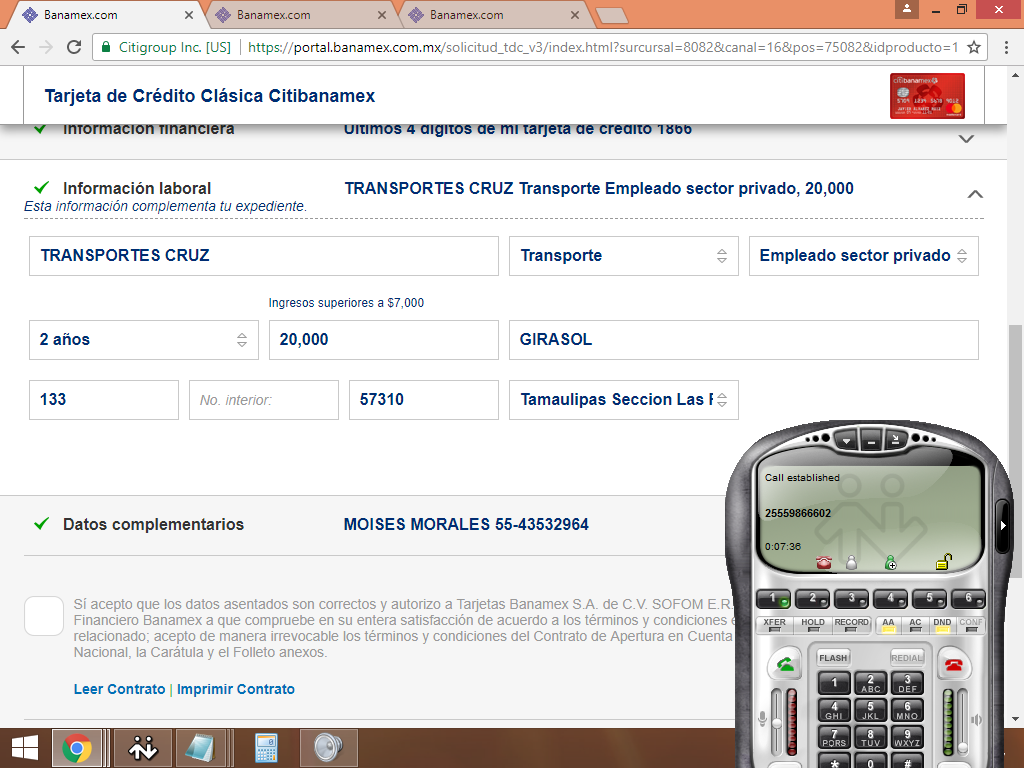 Banamex.com
Banamex.com
Banamex.com
Citigroup Inc. [US]
https://portal.banamex.com.mx/solicitud_tdc_v3/index.html?surcursal=8082&canal=16&pos=75082&idproducto=1
Tarjeta de Crédito Clásica Citibanamex
citibanamex
Información financiera
Últimos 4 dígitos de mi tarjeta de crédito 1866
Información laboral
TRANSPORTES CRUZ Transporte Empleado sector privado, 20,000
Esta información complementa tu expediente.
TRANSPORTES CRUZ
Transporte
Empleado sector privado
Ingresos superiores a $7,000
2 años
20,000
GIRASOL
133
No. interior:
57310
Tamaulipas Seccion Las
Datos complementarios
MOISES MORALES 55-43532964
Sí acepto que los datos asentados son correctos y autorizo a Tarjetas Banamex S.A. de C.V. SOFOM E.R.
Financiero Banamex a que compruebe en su entera satisfacción de acuerdo a los términos y condiciones
relacionado; acepto de manera irrevocable los términos y condiciones del Contrato de Apertura en Cuenta
Nacional, la Carátula y el Folleto anexos.
Leer Contrato | Imprimir Contrato
Call established
25559866602
0:07:36
1 2 3 4 5 6
XFER HOLD RECORD AA AC DND CONF
FLASH REDIAL
1 2 ABC 3 DEF
4 GHI 5 JKL 6 MNO
7 PQRS 8 TUV 9 WXYZ
* 0 #